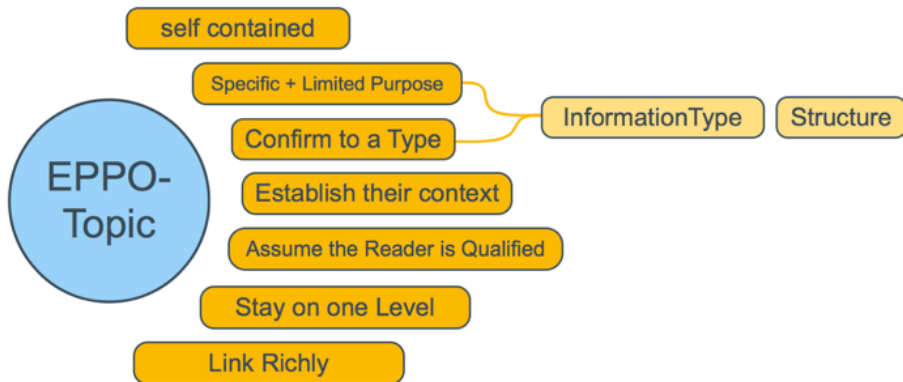 self contained
Specific + Limited Purpose
InformationType
Structure
Confirm to a Type
EPPO-
Topic
Establish their context
Assume the Reader is Qualified
Stay on one Level
Link Richly